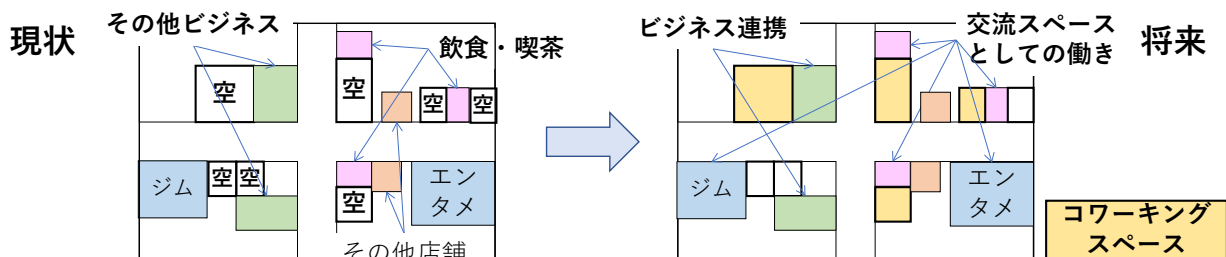 現状
その他ビジネス
飲食・喫茶
空
空
空
空
ジム
空
空
空
エン
タメ
その他店舗
ビジネス連携
交流スペース
としての働き
将来
ジム
エン
タメ
コワーキング
スペース